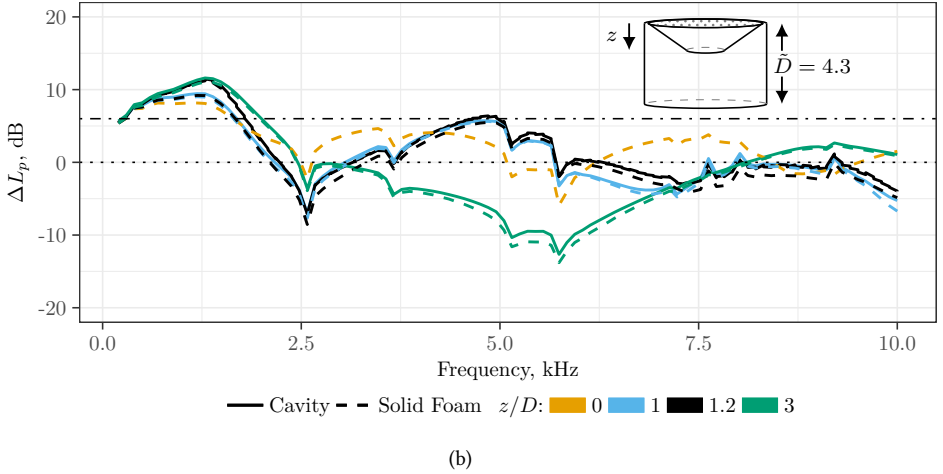 20
10
0
-10
-20
ΔL_p, dB
z
D̃ = 4.3
0.0 2.5 5.0 7.5 10.0
Frequency, kHz
Cavity Solid Foam z/D: 0 1 1.2 3
(b)